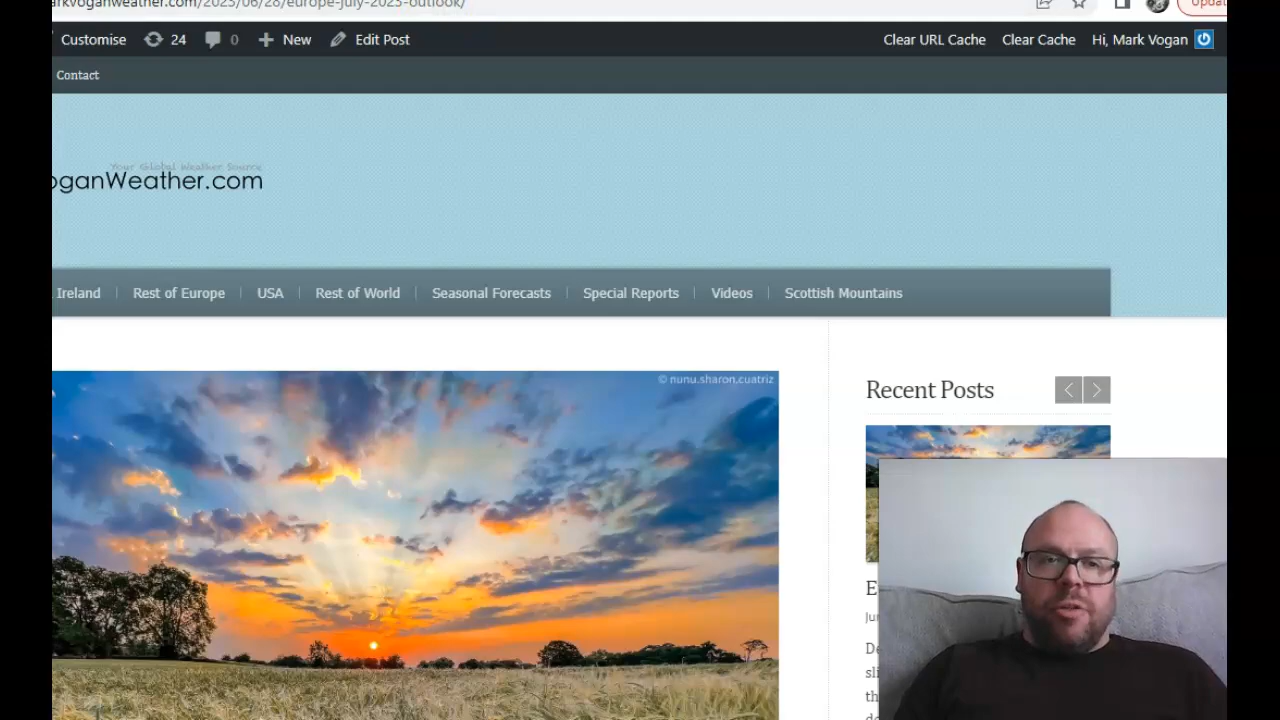 arkvoganweather.com/2023/06/28/europe-july-2023-outlook/
Customise 24 0 New Edit Post Clear URL Cache Clear Cache Hi, Mark Vogan
Contact
Your Global Weather Source
oganWeather.com
Ireland Rest of Europe USA Rest of World Seasonal Forecasts Special Reports Videos Scottish Mountains
© nunu.sharon.cuatriz
Recent Posts